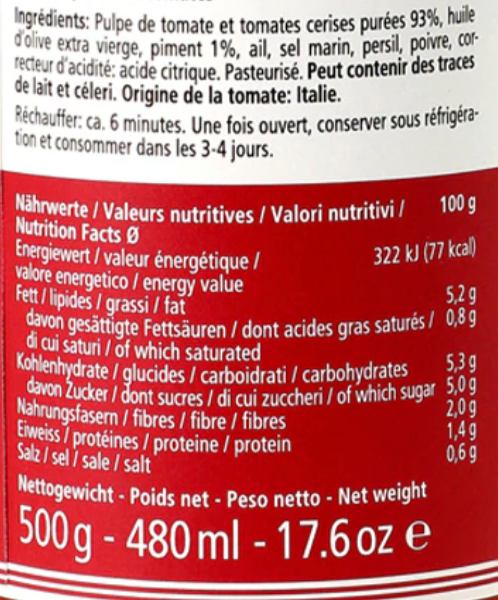 Ingrédients: Pulpe de tomate et tomates cerises purées 93%, huile
d'olive extra vierge, piment 1%, ail, sel marin, persil, poivre, cor-
recteur d'acidité: acide citrique. Pasteurisé. Peut contenir des traces
de lait et céleri. Origine de la tomate: Italie.
Réchauffer: ca. 6 minutes. Une fois ouvert, conserver sous réfrigéra-
tion et consommer dans les 3-4 jours.
Nährwerte / Valeurs nutritives / Valori nutritivi / 100 g
Nutrition Facts Ø
Energiewert / valeur énergétique / 322 kJ (77 kcal)
valore energetico / energy value
Fett / lipides / grassi / fat 5,2 g
davon gesättigte Fettsäuren / dont acides gras saturés / 0,8 g
di cui saturi / of which saturated
Kohlenhydrate / glucides / carboidrati / carbohydrates 5,3 g
davon Zucker / dont sucres / di cui zuccheri / of which sugar 5,0 g
Nahrungsfasern / fibres / fibre / fibres 2,0 g
Eiweiss / protéines / proteine / protein 1,4 g
Salz / sel / sale / salt 0,6 g
Nettogewicht - Poids net - Peso netto - Net weight
500 g - 480 ml - 17.6 oz e